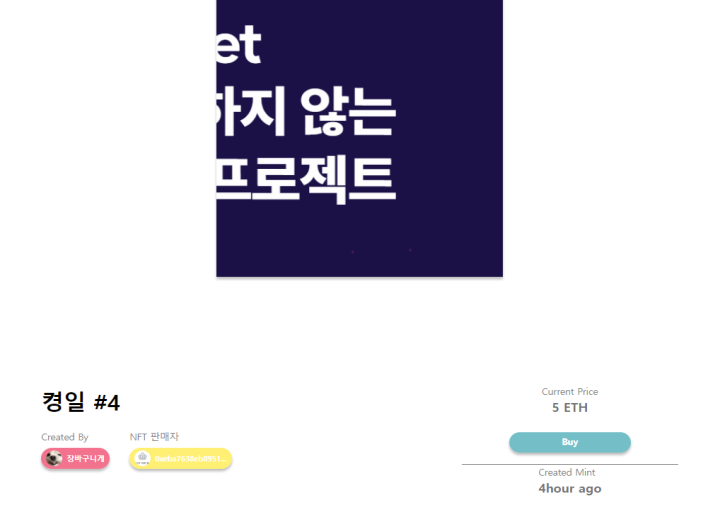 et
하지 않는
프로젝트
켱일 #4
Created By
NFT 판매자
장바구니게
Current Price
5 ETH
Buy
Created Mint
4hour ago